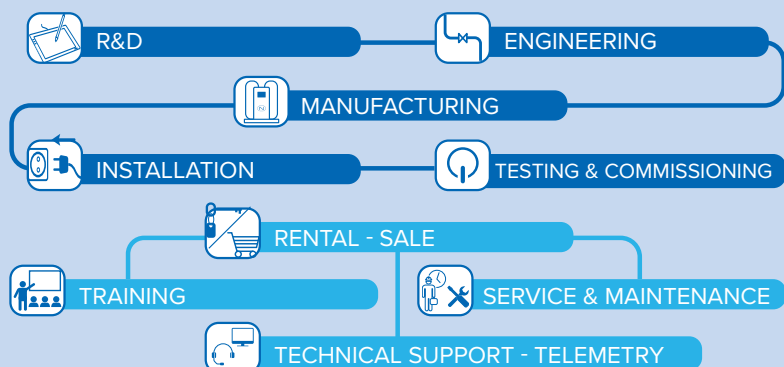 R&D
ENGINEERING
MANUFACTURING
INSTALLATION
TESTING & COMMISSIONING
RENTAL - SALE
TRAINING
SERVICE & MAINTENANCE
TECHNICAL SUPPORT - TELEMETRY